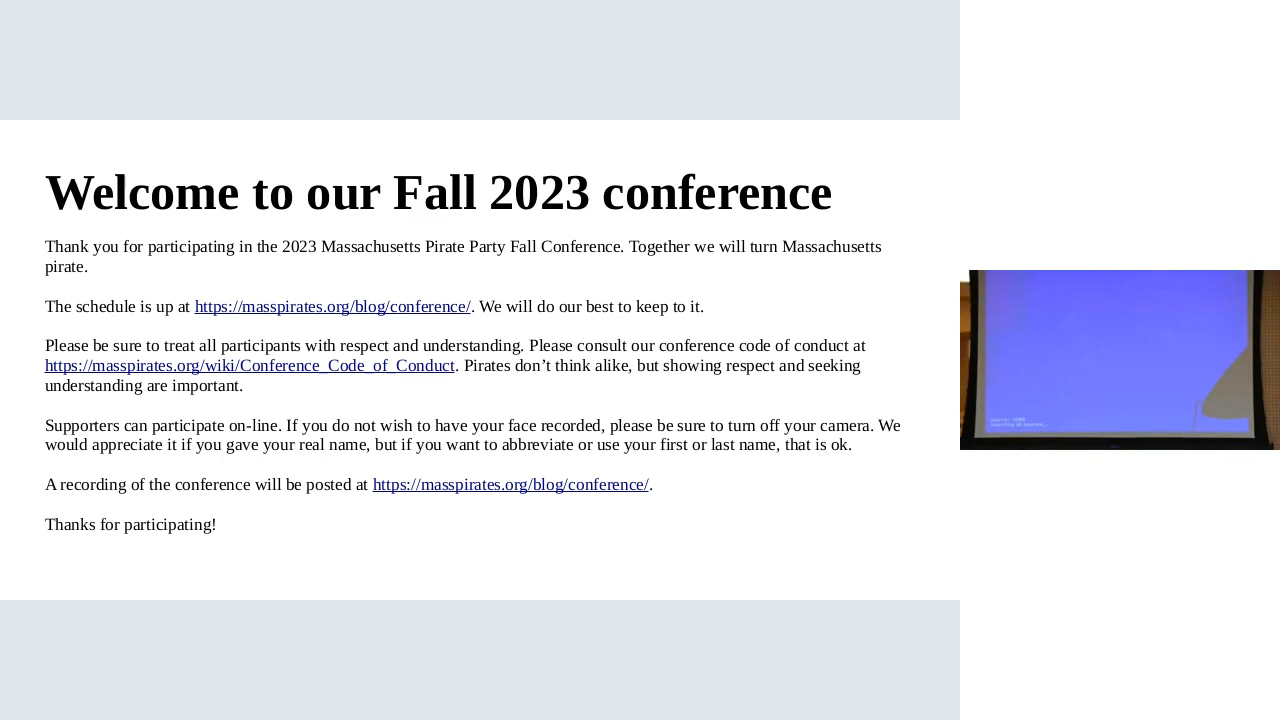 Welcome to our Fall 2023 conference
Thank you for participating in the 2023 Massachusetts Pirate Party Fall Conference. Together we will turn Massachusetts
pirate.
The schedule is up at https://masspirates.org/blog/conference/. We will do our best to keep to it.
Please be sure to treat all participants with respect and understanding. Please consult our conference code of conduct at
https://masspirates.org/wiki/Conference_Code_of_Conduct. Pirates don’t think alike, but showing respect and seeking
understanding are important.
Supporters can participate on-line. If you do not wish to have your face recorded, please be sure to turn off your camera. We
would appreciate it if you gave your real name, but if you want to abbreviate or use your first or last name, that is ok.
A recording of the conference will be posted at https://masspirates.org/blog/conference/.
Thanks for participating!